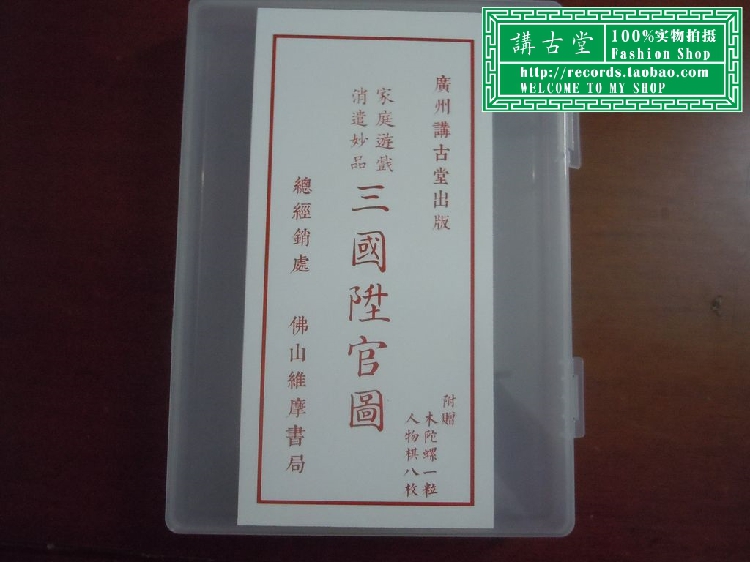 講古堂
100%实物拍摄
Fashion Shop
http://records.taobao.com
WELCOME TO MY SHOP
廣州講古堂出版
家庭遊戲
消遣妙品
三國陞官圖
附贈
木陀螺一粒
人物棋八枚
總經銷處 佛山維摩書局